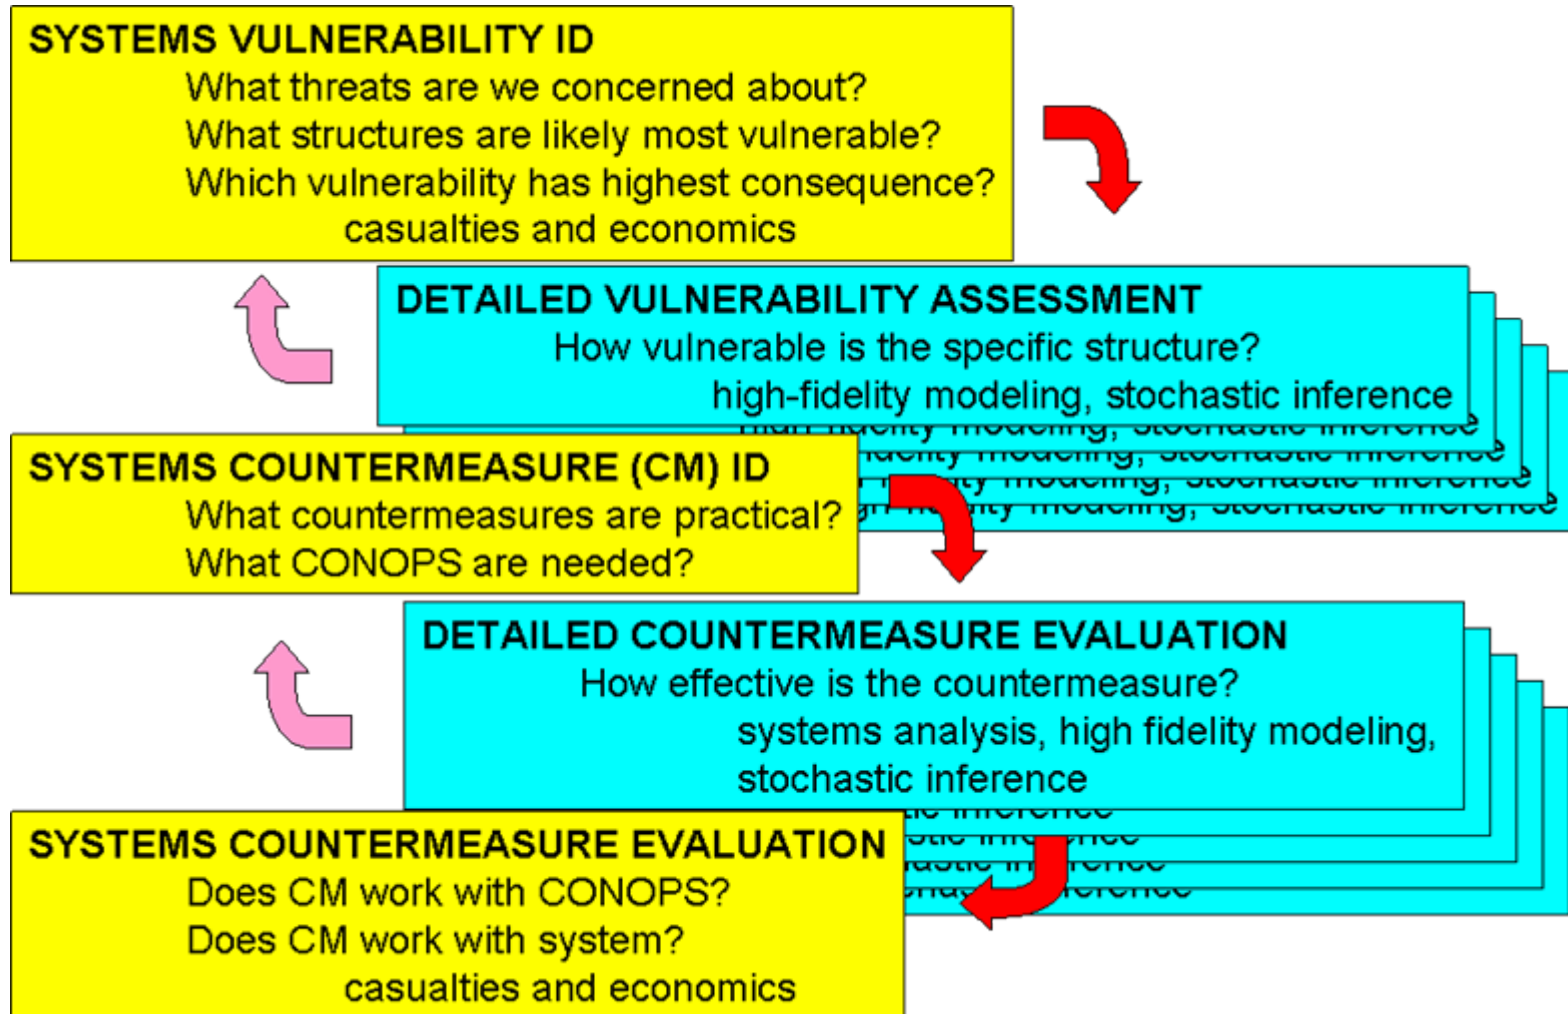 SYSTEMS VULNERABILITY ID
What threats are we concerned about?
What structures are likely most vulnerable?
Which vulnerability has highest consequence?
casualties and economics
DETAILED VULNERABILITY ASSESSMENT
How vulnerable is the specific structure?
high-fidelity modeling, stochastic inference
SYSTEMS COUNTERMEASURE (CM) ID
What countermeasures are practical?
What CONOPS are needed?
DETAILED COUNTERMEASURE EVALUATION
How effective is the countermeasure?
systems analysis, high fidelity modeling,
stochastic inference
SYSTEMS COUNTERMEASURE EVALUATION
Does CM work with CONOPS?
Does CM work with system?
casualties and economics